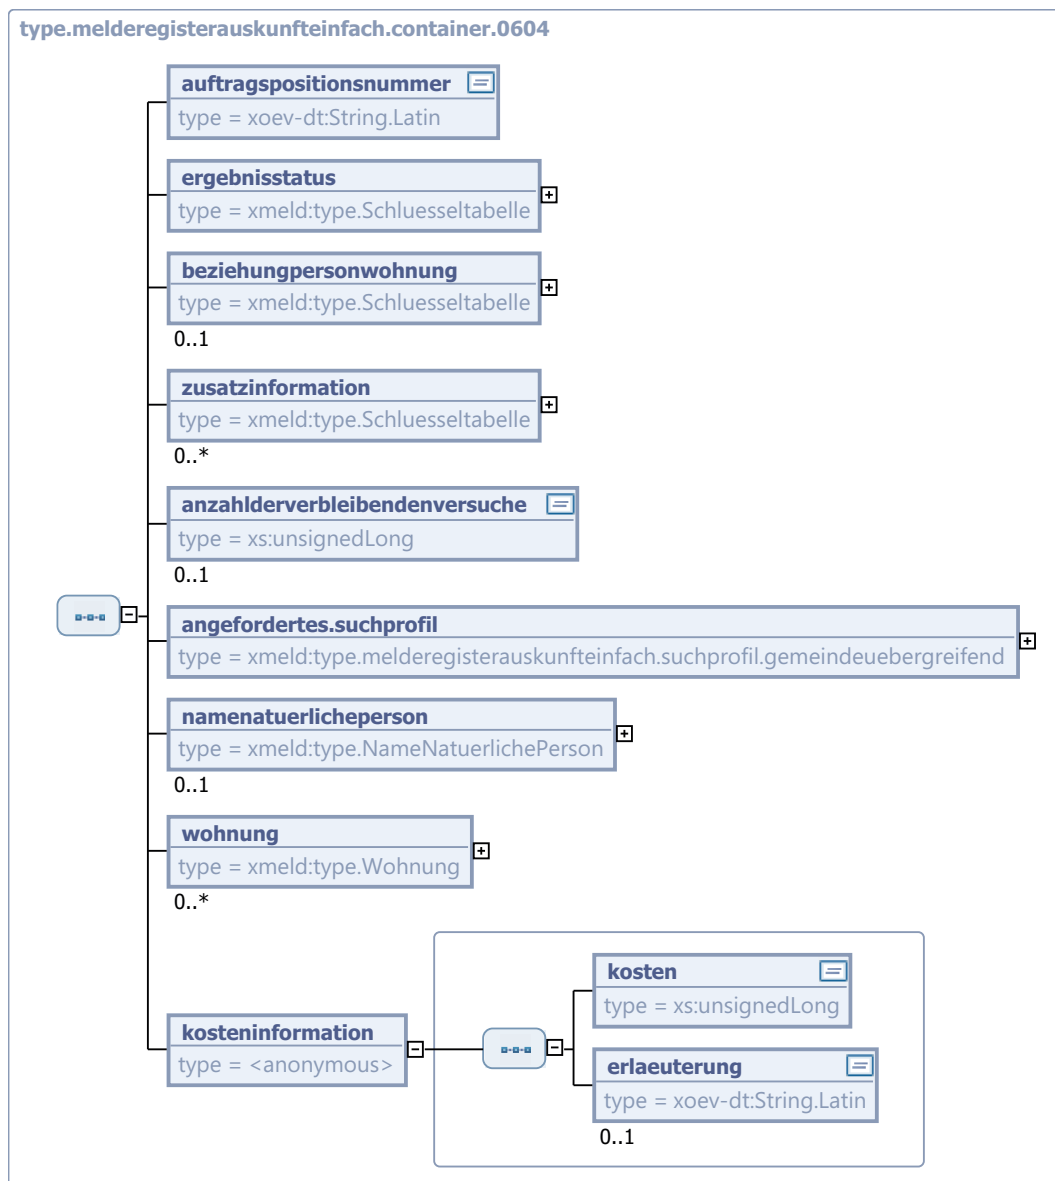 type.melderegisterauskunfteinfach.container.0604
auftragspositionsnummer
type = xoev-dt:String.Latin
ergebnisstatus
type = xmeld:type.Schluesseltabelle
beziehungpersonwohnung
type = xmeld:type.Schluesseltabelle
0..1
zusatzinformation
type = xmeld:type.Schluesseltabelle
0..*
anzahlderverbleibendenversuche
type = xs:unsignedLong
0..1
angefordertes.suchprofil
type = xmeld:type.melderegisterauskunfteinfach.suchprofil.gemeindeuebergreifend
namenatuerlicheperson
type = xmeld:type.NameNatuerlichePerson
0..1
wohnung
type = xmeld:type.Wohnung
0..*
kosteninformation
type = <anonymous>
kosten
type = xs:unsignedLong
erlaeuterung
type = xoev-dt:String.Latin
0..1